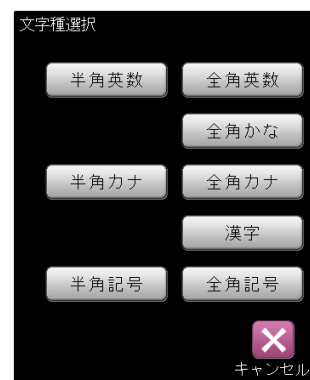 文字種選択
半角英数 全角英数
全角かな
半角カナ 全角カナ
漢字
半角記号 全角記号
キャンセル